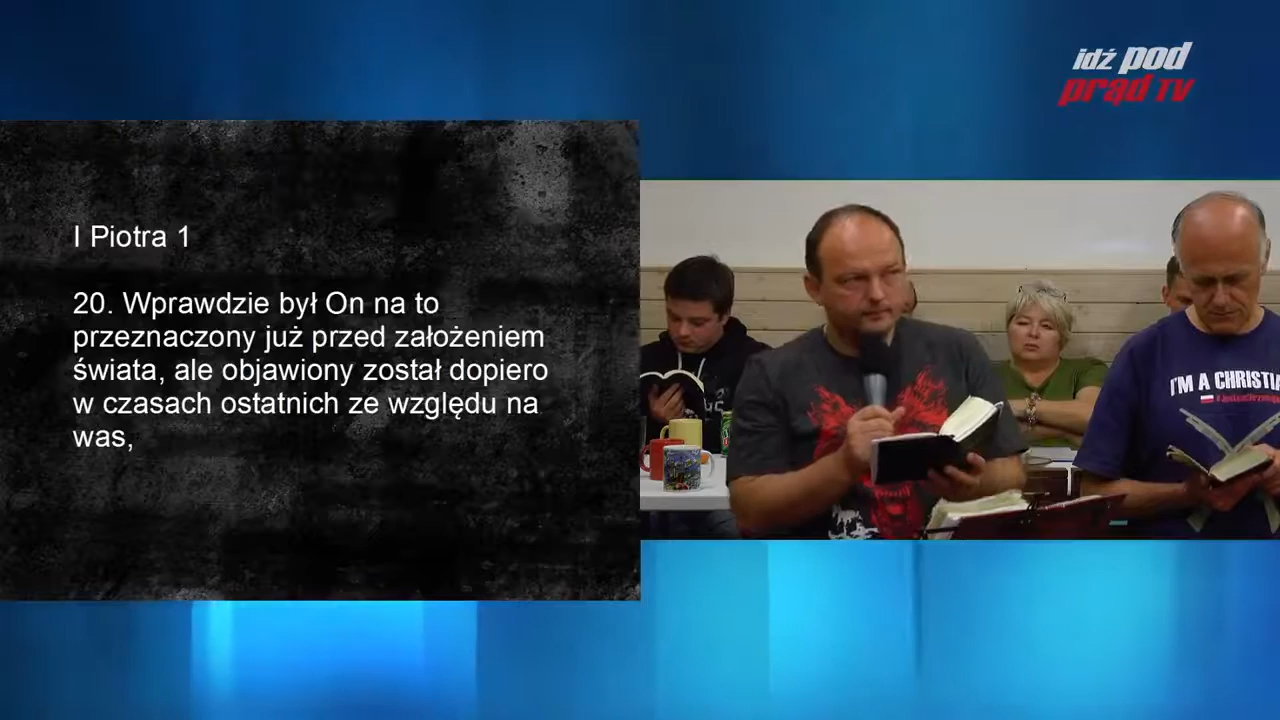 idź pod
prąd TV
I Piotra 1
20. Wprawdzie był On na to
przeznaczony już przed założeniem
świata, ale objawiony został dopiero
w czasach ostatnich ze względu na
was,
I'M A CHRISTIA